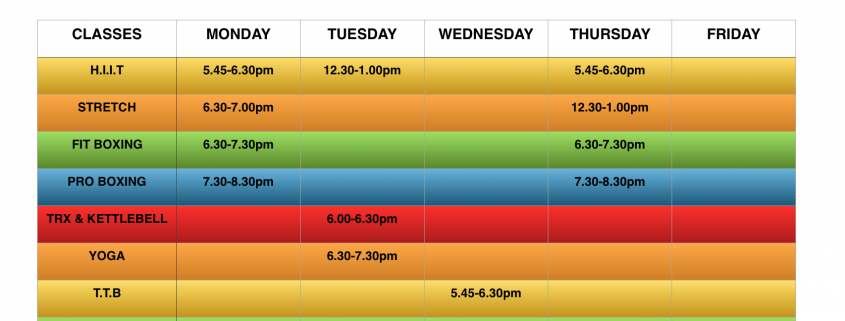 CLASSES MONDAY TUESDAY WEDNESDAY THURSDAY FRIDAY
H.I.I.T 5.45-6.30pm 12.30-1.00pm 5.45-6.30pm
STRETCH 6.30-7.00pm 12.30-1.00pm
FIT BOXING 6.30-7.30pm 6.30-7.30pm
PRO BOXING 7.30-8.30pm 7.30-8.30pm
TRX & KETTLEBELL 6.00-6.30pm
YOGA 6.30-7.30pm
T.T.B 5.45-6.30pm